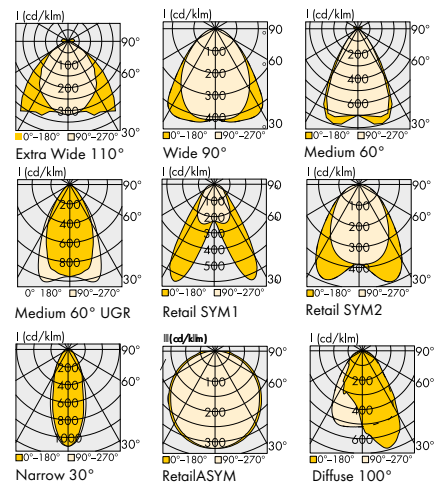 I (cd/klm) I (cd/klm) I (cd/klm)
90° 90° 90°
60° 60° 60°
100 100 200
200 200 400
300 300 600
400
30° 30° 30°
0°–180° 90°–270° 0°–180° 90°–270° 0°–180° 90°–270°
Extra Wide 110° Wide 90° Medium 60°
I (cd/klm) I (cd/klm) I (cd/klm)
90° 90° 90°
60° 60 60°
200 100 200
400 200 300
600 300 400
800 400
500
30° 30° 30°
0° 180° 90°–270° 0°–180° 90°–270° 0°–180° 90°–270°
Medium 60° UGR Retail SYM1 Retail SYM2
I (cd/klm) I (cd/klm) I (cd/klm)
90° 90° 90°
60° 60° 60°
200 100 200
400 200 400
600 300 600
800
1000
30° 30° 30°
0°–180° 90°–270° 0°–180° 90°–270° 0°–180° 90°–270°
Narrow 30° RetailASYM Diffuse 100°